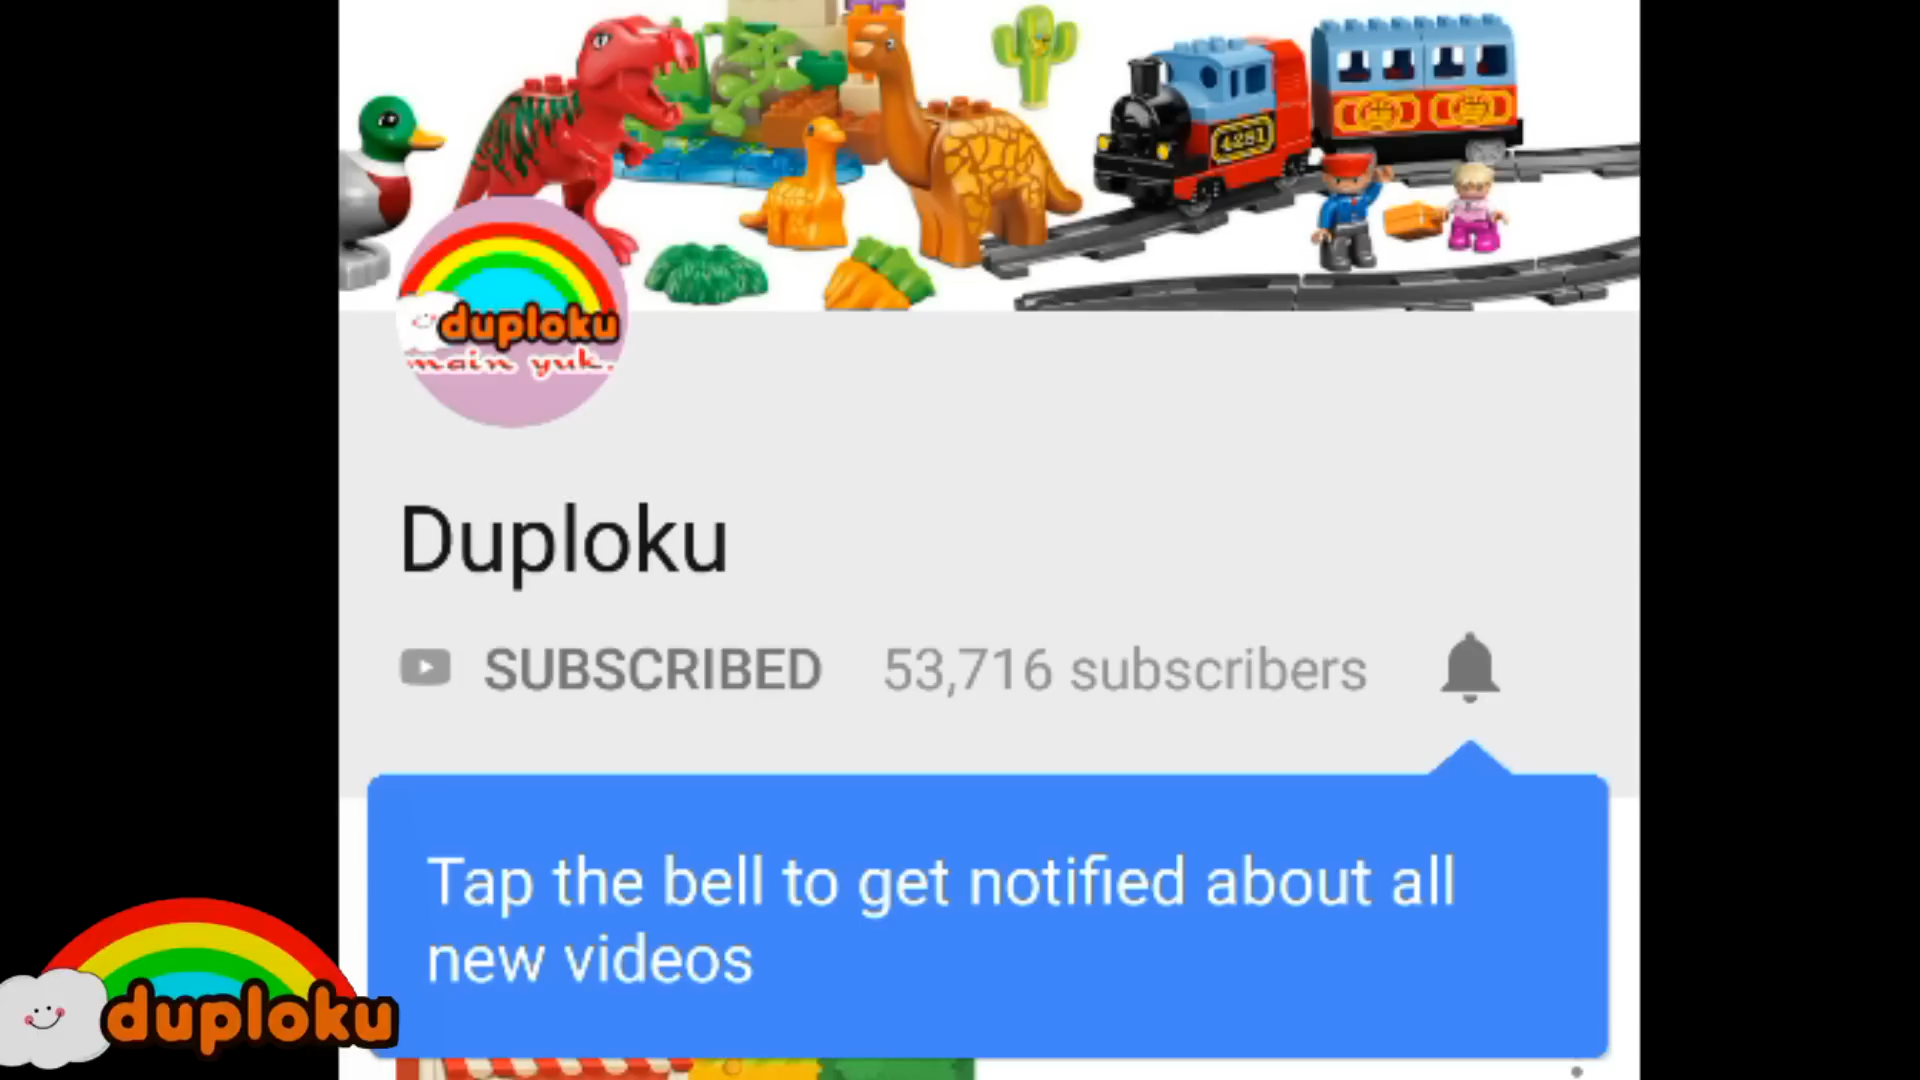 4281
duploku
main yuk.
Duploku
SUBSCRIBED 53,716 subscribers
Tap the bell to get notified about all
new videos
duploku